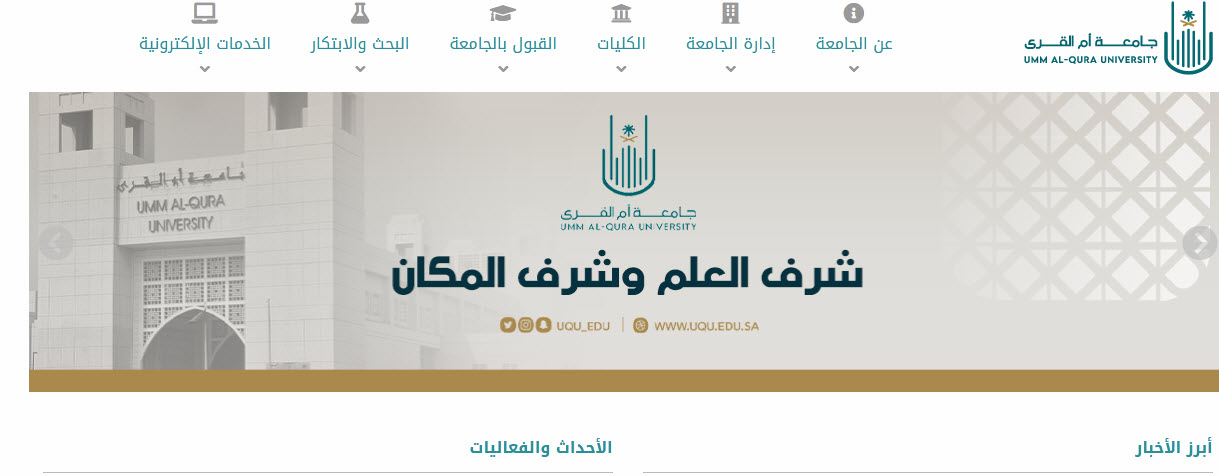 جامعة أم القرى
UMM AL-QURA UNIVERSITY
عن الجامعة
إدارة الجامعة
الكليات
القبول بالجامعة
البحث والابتكار
الخدمات الإلكترونية
جامعة أم القرى
UMM AL-QURA UNIVERSITY
جامعة أم القرى
UMM AL-QURA
UNIVERSITY
شرف العلم وشرف المكان
UQU_EDU | WWW.UQU.EDU.SA
أبرز الأخبار
الأحداث والفعاليات